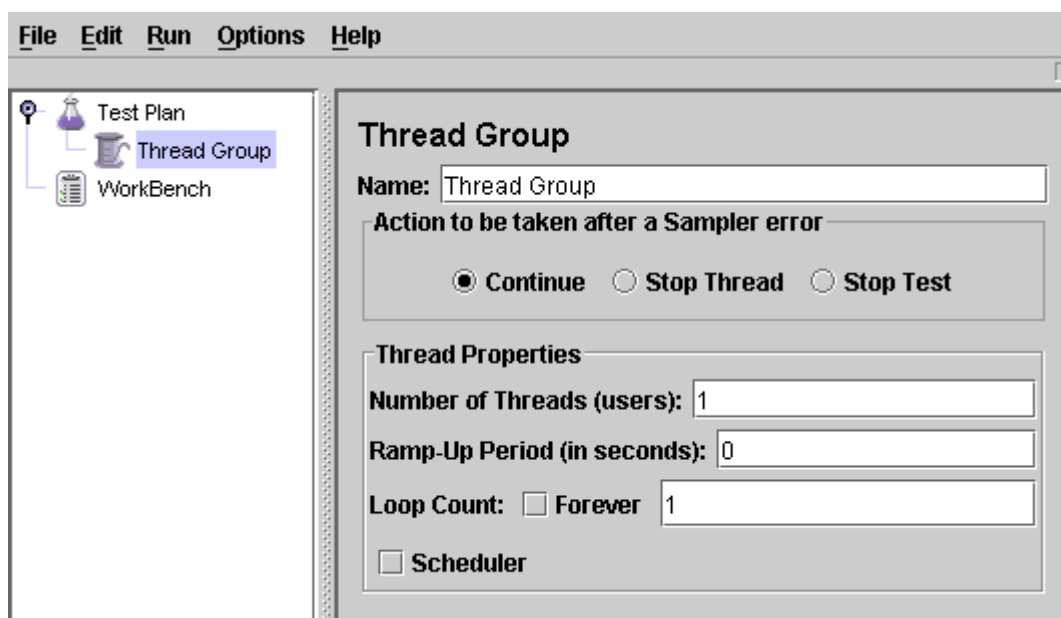 File Edit Run Options Help
Test Plan
Thread Group
WorkBench
Thread Group
Name: Thread Group
Action to be taken after a Sampler error
Continue Stop Thread Stop Test
Thread Properties
Number of Threads (users): 1
Ramp-Up Period (in seconds): 0
Loop Count: Forever 1
Scheduler